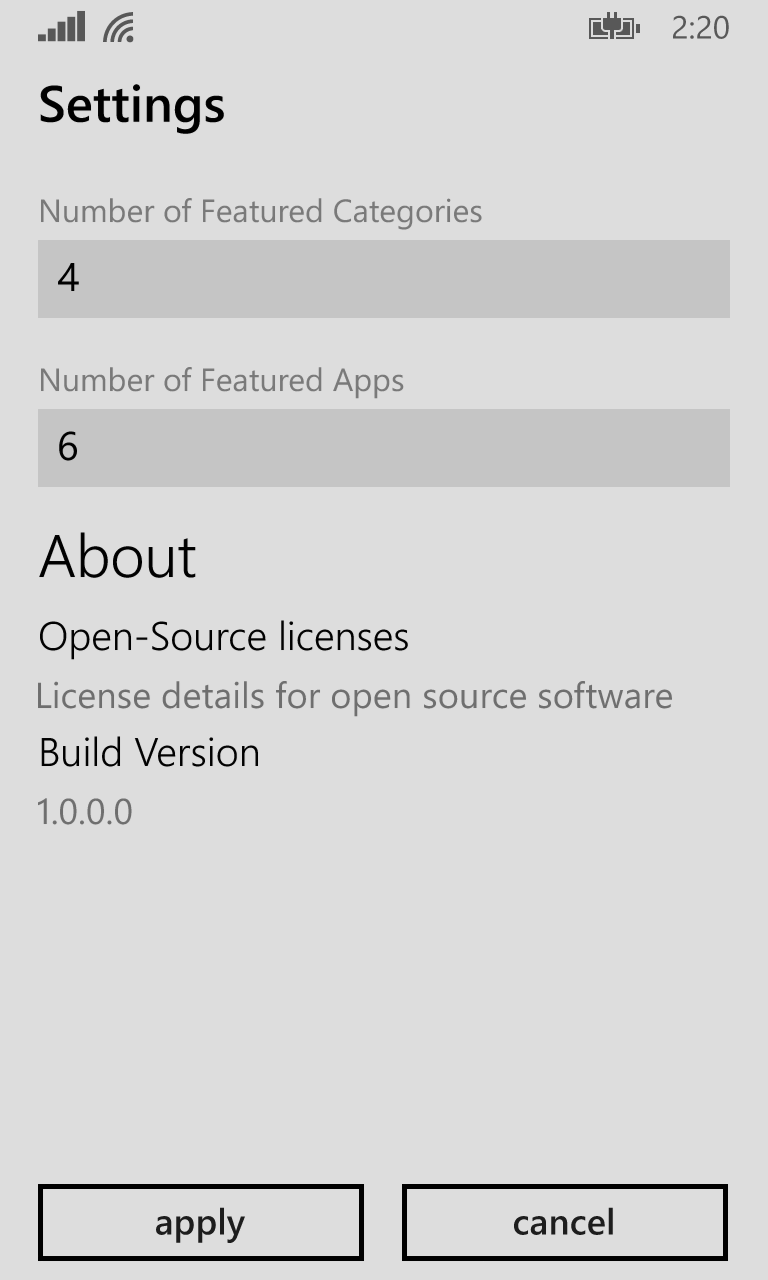 2:20
Settings
Number of Featured Categories
4
Number of Featured Apps
6
About
Open-Source licenses
License details for open source software
Build Version
1.0.0.0
apply cancel